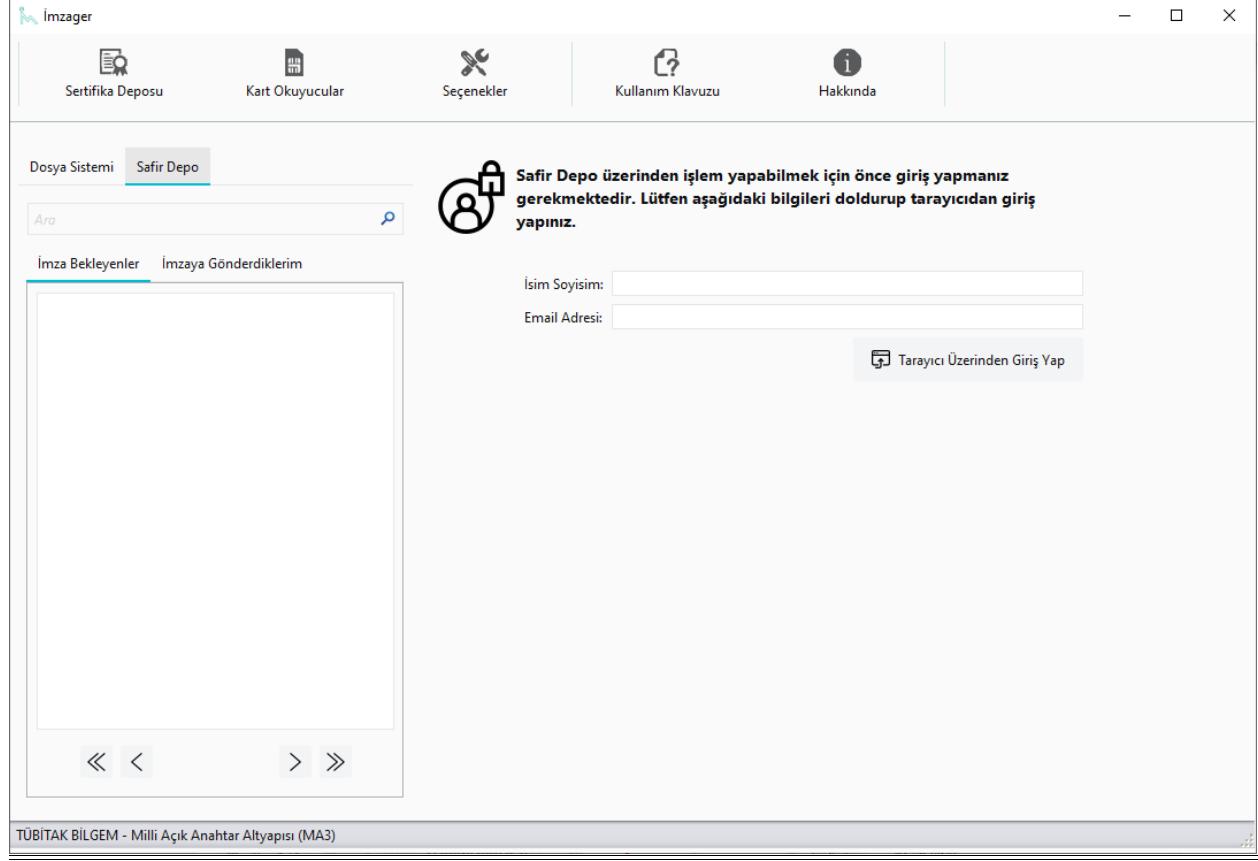 İmzager
Sertifika Deposu
Kart Okuyucular
Seçenekler
Kullanım Klavuzu
Hakkında
Dosya Sistemi
Safir Depo
Ara
İmza Bekleyenler
İmzaya Gönderdiklerim
Safir Depo üzerinden işlem yapabilmek için önce giriş yapmanız
gerekmektedir. Lütfen aşağıdaki bilgileri doldurup tarayıcıdan giriş
yapınız.
İsim Soyisim:
Email Adresi:
Tarayıcı Üzerinden Giriş Yap
TÜBİTAK BİLGEM - Milli Açık Anahtar Altyapısı (MA3)